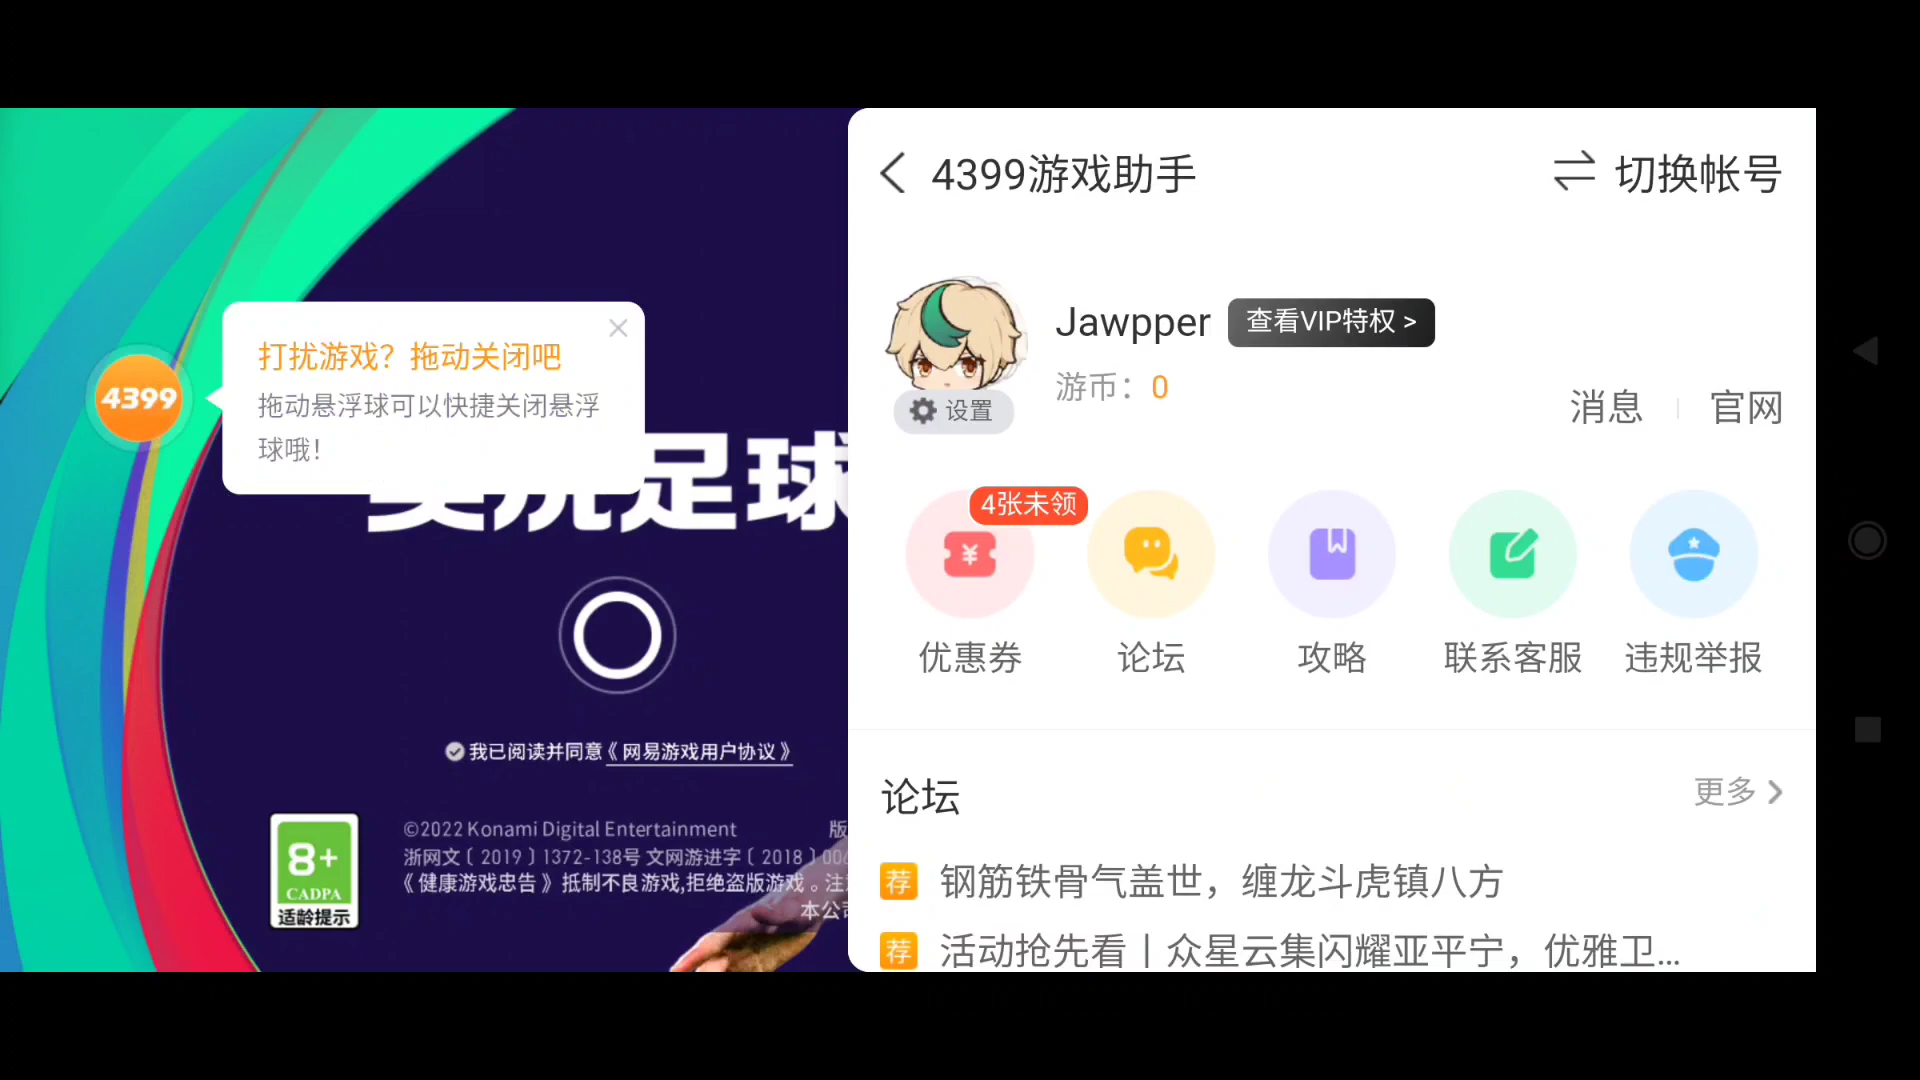 4399
打扰游戏？拖动关闭吧
拖动悬浮球可以快捷关闭悬浮
球哦！
足球
我已阅读并同意《网易游戏用户协议》
8+
CADPA
适龄提示
©2022 Konami Digital Entertainment
版
浙网文〔2019〕1372-138号 文网游进字〔2018〕006
《健康游戏忠告》抵制不良游戏,拒绝盗版游戏。注
本公司
4399游戏助手
切换帐号
Jawpper
查看VIP特权 >
游币：0
设置
消息
官网
4张未领
优惠券
论坛
攻略
联系客服
违规举报
论坛
更多
荐 钢筋铁骨气盖世，缠龙斗虎镇八方
荐 活动抢先看丨众星云集闪耀亚平宁，优雅卫...